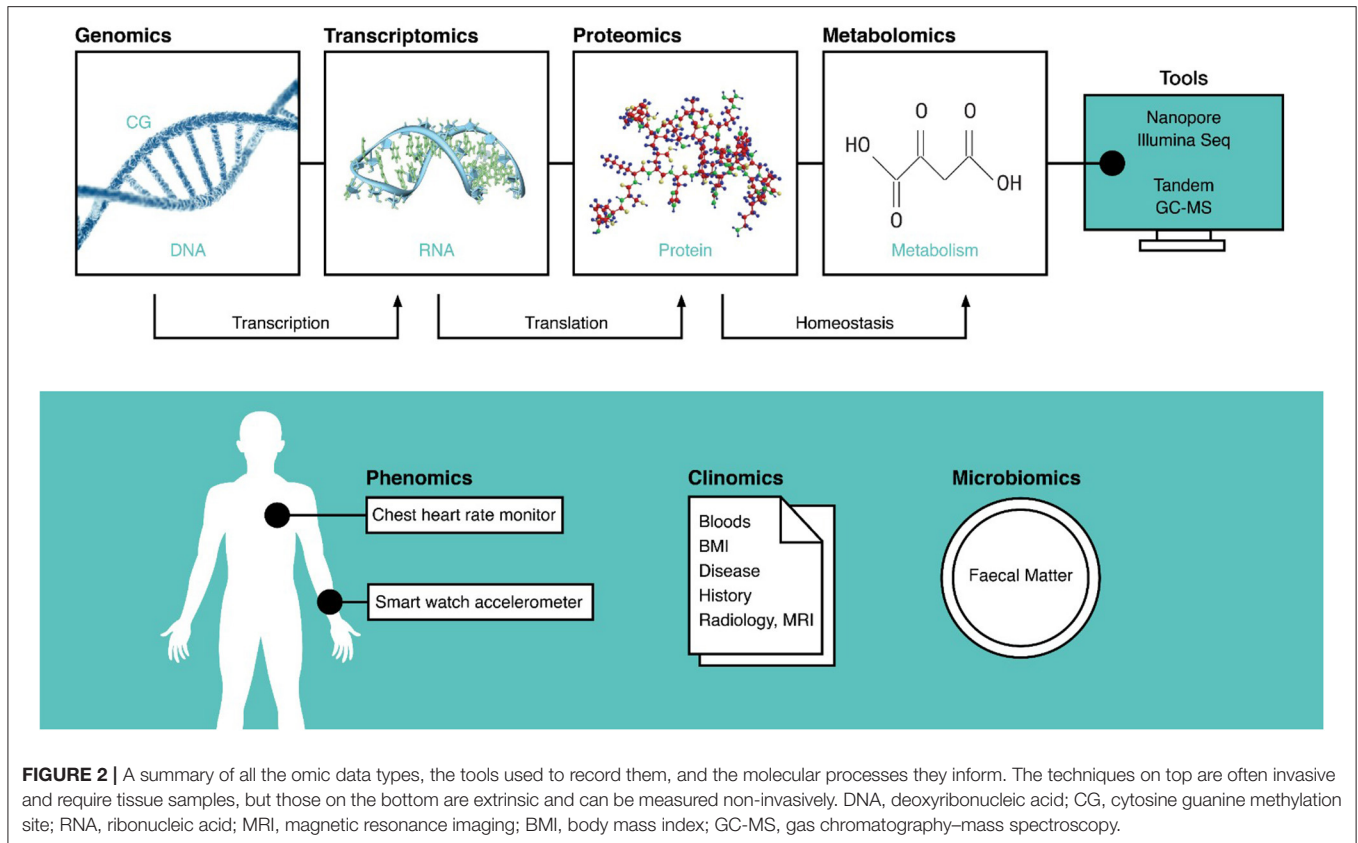 Genomics
Transcriptomics
Proteomics
Metabolomics
Tools
CG
DNA
RNA
Protein
O
O
HO
OH
O
Metabolism
Nanopore
Illumina Seq
Tandem
GC-MS
Transcription
Translation
Homeostasis
Phenomics
Chest heart rate monitor
Smart watch accelerometer
Clinomics
Bloods
BMI
Disease
History
Radiology, MRI
Microbiomics
Faecal Matter
FIGURE 2 | A summary of all the omic data types, the tools used to record them, and the molecular processes they inform. The techniques on top are often invasive
and require tissue samples, but those on the bottom are extrinsic and can be measured non-invasively. DNA, deoxyribonucleic acid; CG, cytosine guanine methylation
site; RNA, ribonucleic acid; MRI, magnetic resonance imaging; BMI, body mass index; GC-MS, gas chromatography–mass spectroscopy.